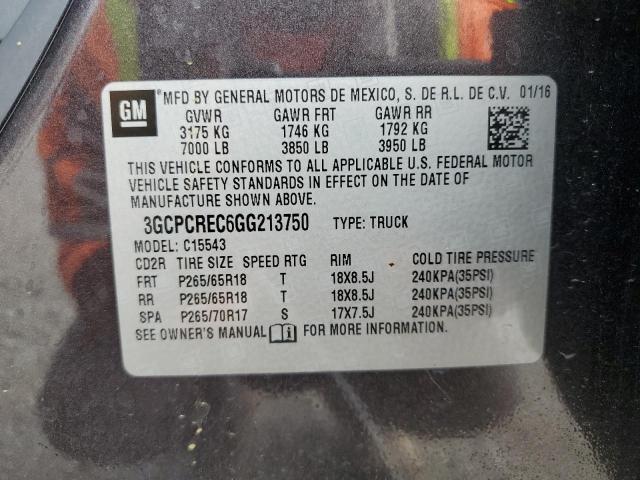 GM
® MFD BY GENERAL MOTORS DE MEXICO, S. DE R.L. DE C.V. 01/16
GVWR GAWR FRT GAWR RR
3175 KG 1746 KG 1792 KG
7000 LB 3850 LB 3950 LB
THIS VEHICLE CONFORMS TO ALL APPLICABLE U.S. FEDERAL MOTOR
VEHICLE SAFETY STANDARDS IN EFFECT ON THE DATE OF
MANUFACTURE SHOWN ABOVE.
3GCPCREC6GG213750 TYPE: TRUCK
MODEL: C15543
CD2R TIRE SIZE SPEED RTG RIM COLD TIRE PRESSURE
FRT P265/65R18 T 18X8.5J 240KPA(35PSI)
RR P265/65R18 T 18X8.5J 240KPA(35PSI)
SPA P265/70R17 S 17X7.5J 240KPA(35PSI)
SEE OWNER'S MANUAL FOR MORE INFORMATION.